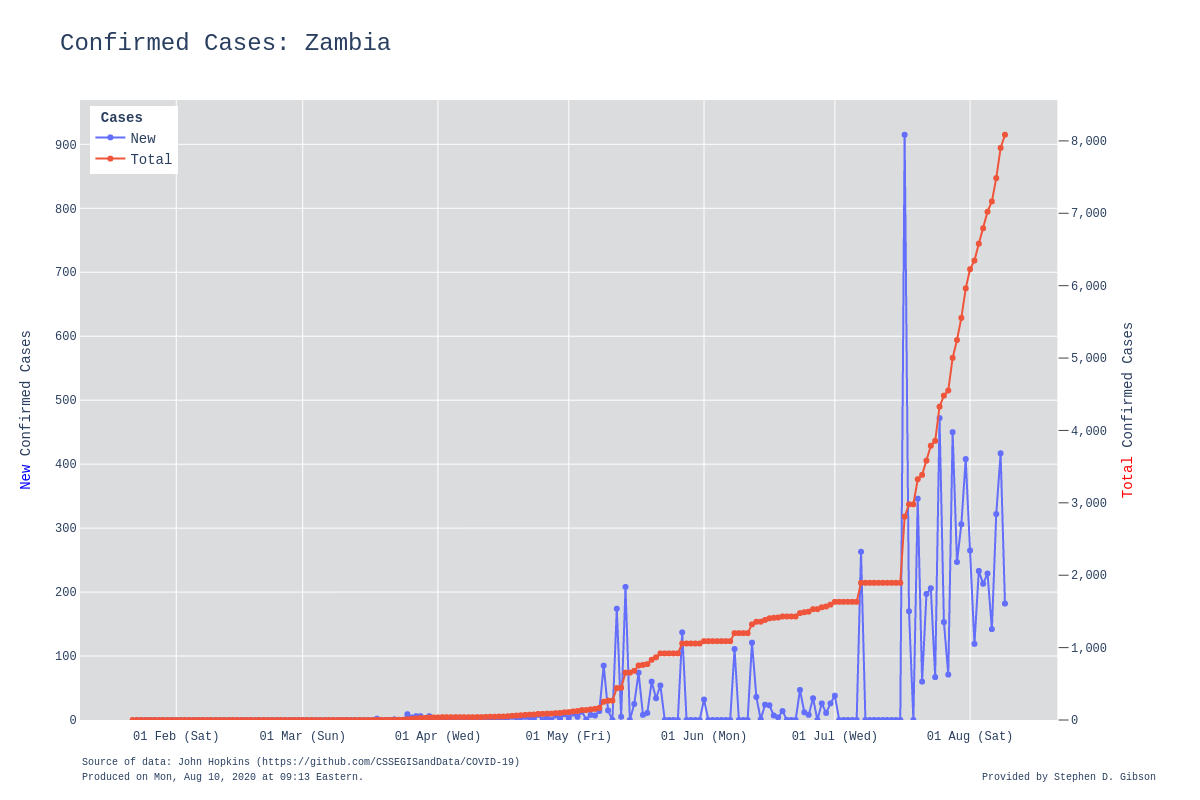 Confirmed Cases: Zambia
Cases
New
Total
900
800
700
600
500
400
300
200
100
0
8,000
7,000
6,000
5,000
4,000
3,000
2,000
1,000
0
New Confirmed Cases
Total Confirmed Cases
01 Feb (Sat)
01 Mar (Sun)
01 Apr (Wed)
01 May (Fri)
01 Jun (Mon)
01 Jul (Wed)
01 Aug (Sat)
Source of data: John Hopkins (https://github.com/CSSEGISandData/COVID-19)
Produced on Mon, Aug 10, 2020 at 09:13 Eastern.
Provided by Stephen D. Gibson